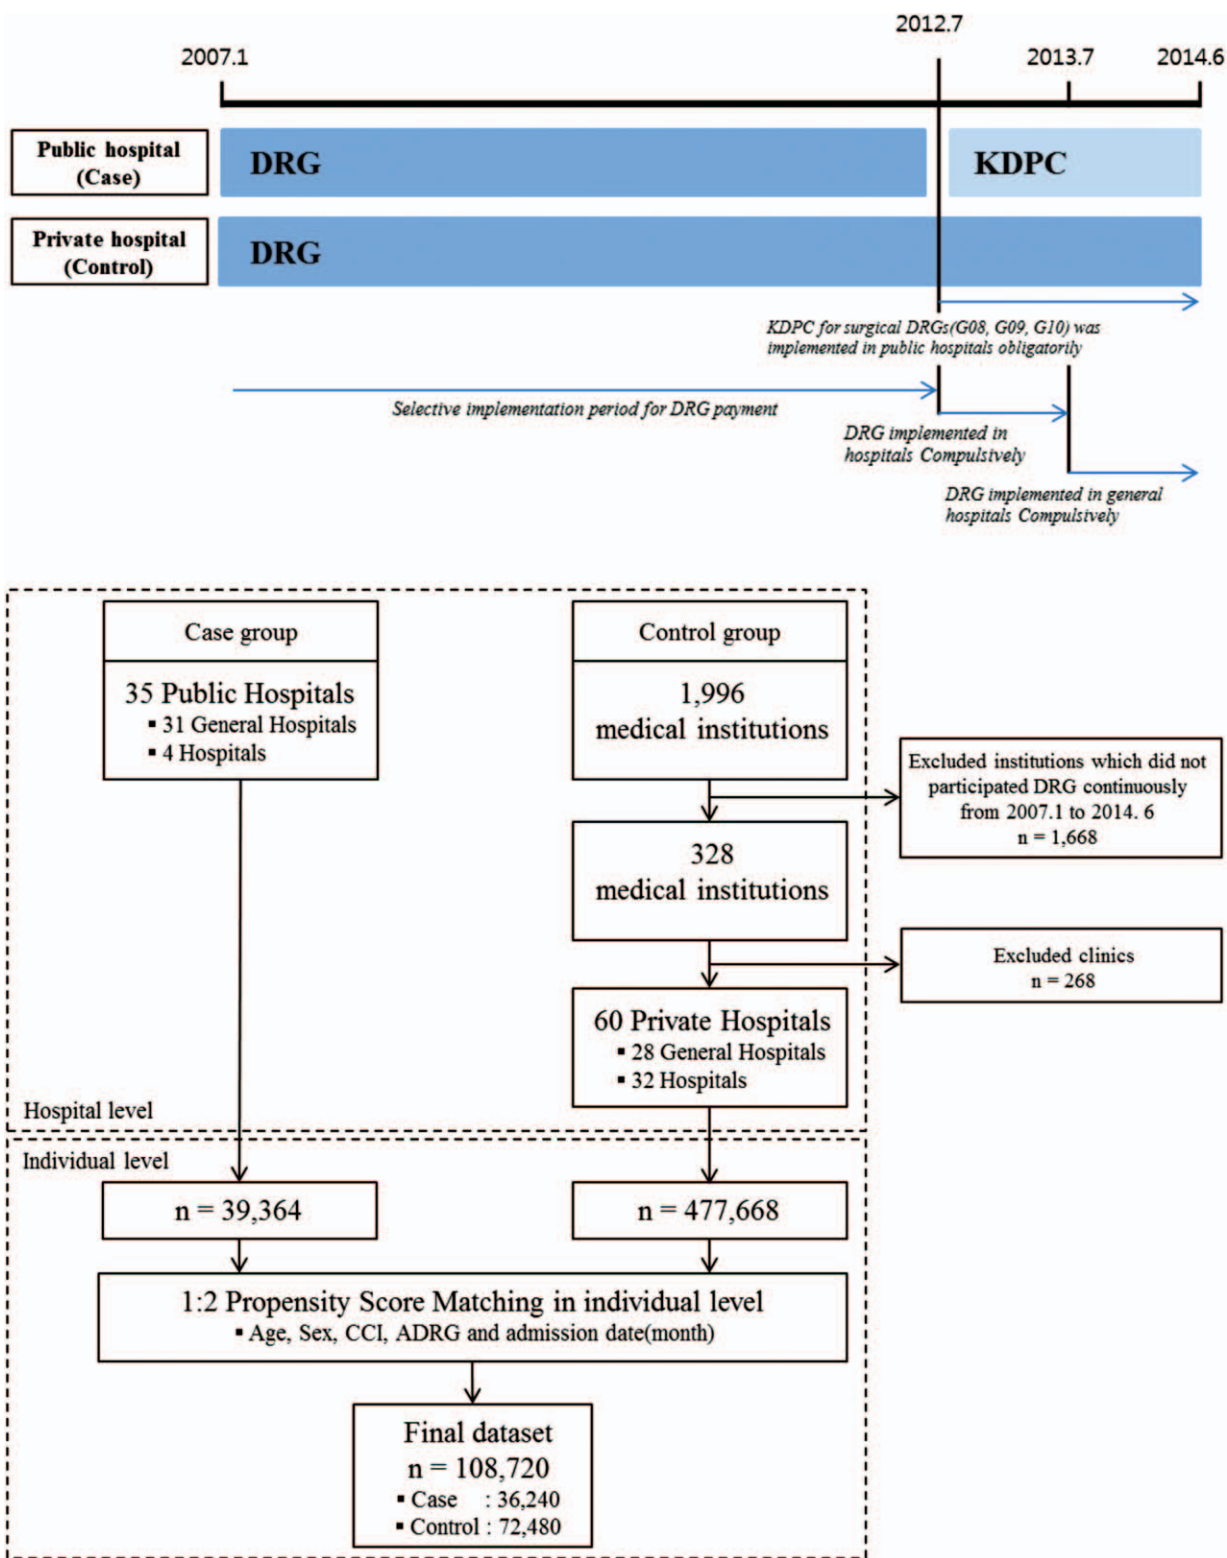 2012.7
2007.1
2013.7
2014.6
Public hospital
(Case)
DRG
KDPC
Private hospital
(Control)
DRG
KDPC for surgical DRGs(G08, G09, G10) was
implemented in public hospitals obligatorily
Selective implementation period for DRG payment
DRG implemented in
hospitals Compulsively
DRG implemented in general
hospitals Compulsively
Case group
35 Public Hospitals
▪ 31 General Hospitals
▪ 4 Hospitals
Control group
1,996
medical institutions
Excluded institutions which did not
participated DRG continuously
from 2007.1 to 2014. 6
n = 1,668
328
medical institutions
Excluded clinics
n = 268
60 Private Hospitals
▪ 28 General Hospitals
▪ 32 Hospitals
Hospital level
Individual level
n = 39,364
n = 477,668
1:2 Propensity Score Matching in individual level
▪ Age, Sex, CCI, ADRG and admission date(month)
Final dataset
n = 108,720
▪ Case : 36,240
▪ Control : 72,480